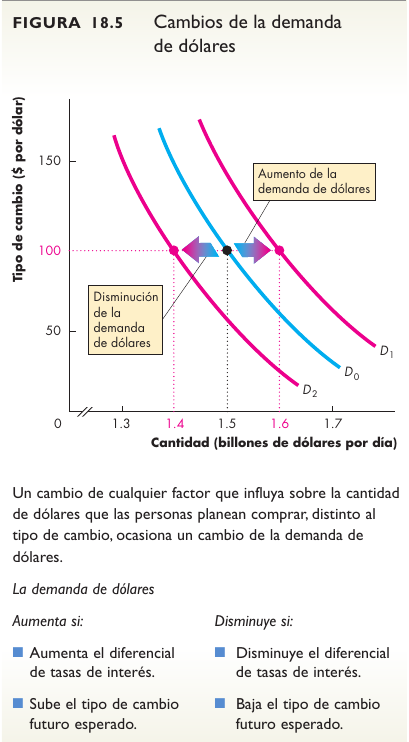 FIGURA 18.5
Cambios de la demanda
de dólares
Tipo de cambio ($ por dólar)
150
100
50
0
Aumento de la
demanda de dólares
Disminución
de la
demanda
de dólares
D1
D0
D2
1.3
1.4
1.5
1.6
1.7
Cantidad (billones de dólares por día)
Un cambio de cualquier factor que influya sobre la cantidad
de dólares que las personas planean comprar, distinto al
tipo de cambio, ocasiona un cambio de la demanda de
dólares.
La demanda de dólares
Aumenta si:
Aumenta el diferencial
de tasas de interés.
Sube el tipo de cambio
futuro esperado.
Disminuye si:
Disminuye el diferencial
de tasas de interés.
Baja el tipo de cambio
futuro esperado.